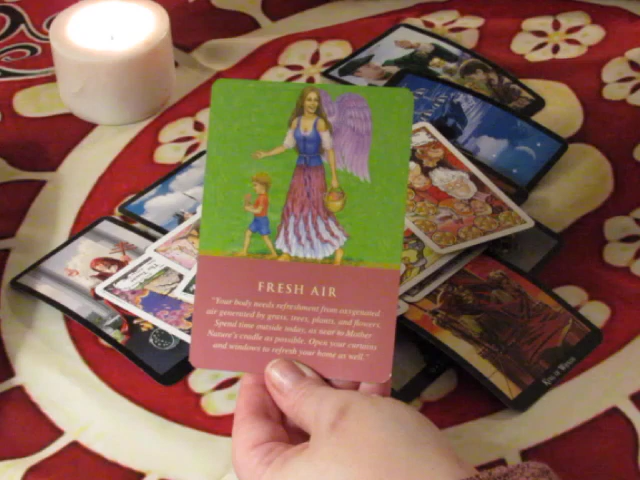 FRESH AIR
"Your body needs refreshment from oxygenated
air generated by grass, trees, plants, and flowers.
Spend time outside today, as near to Mother
Nature's cradle as possible. Open your curtains
and windows to refresh your home as well."